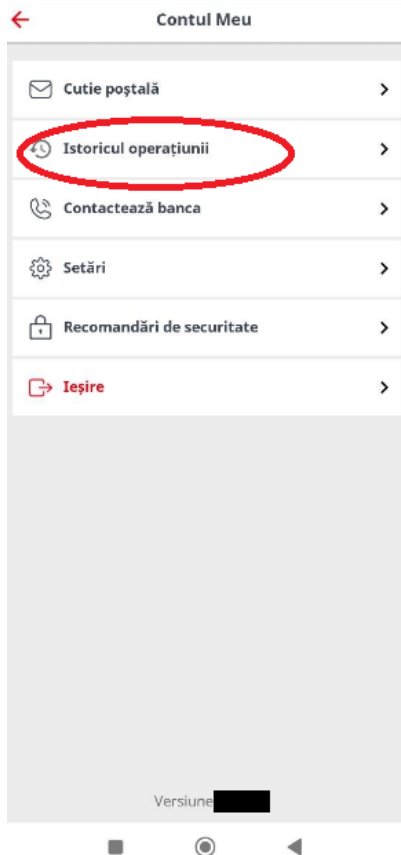 Contul Meu
Cutie poștală
Istoricul operațiunii
Contactează banca
Setări
Recomandări de securitate
Ieșire
Versiune